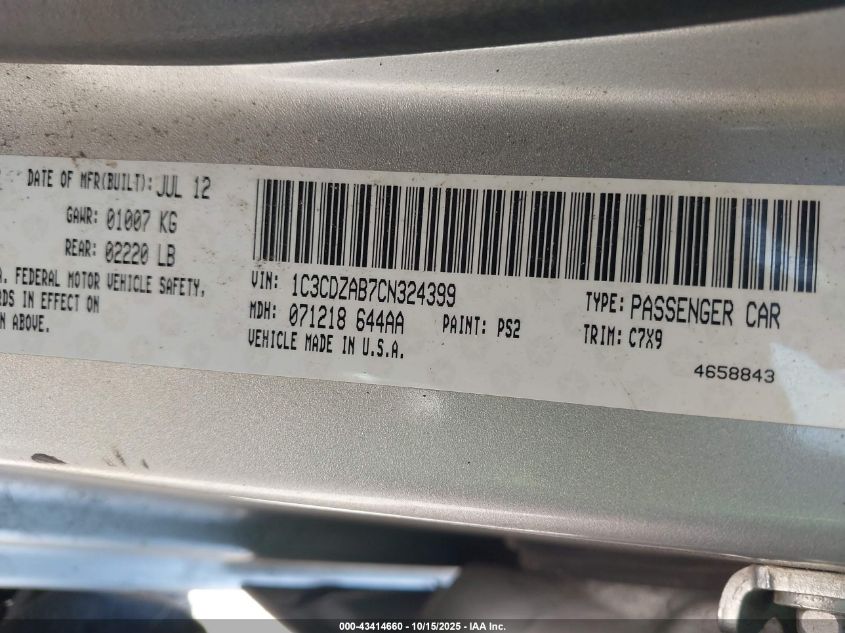 DATE OF MFR(BUILT): JUL 12
GAWR: 01007 KG
REAR: 02220 LB
FEDERAL MOTOR VEHICLE SAFETY,
IN EFFECT ON
ABOVE.
VIN: 1C3CDZAB7CN324399
MDH: 071218 644AA PAINT: PS2
VEHICLE MADE IN U.S.A.
TYPE: PASSENGER CAR
TRIM: C7X9
4658843
000-43414660 - 10/15/2025 - IAA Inc.